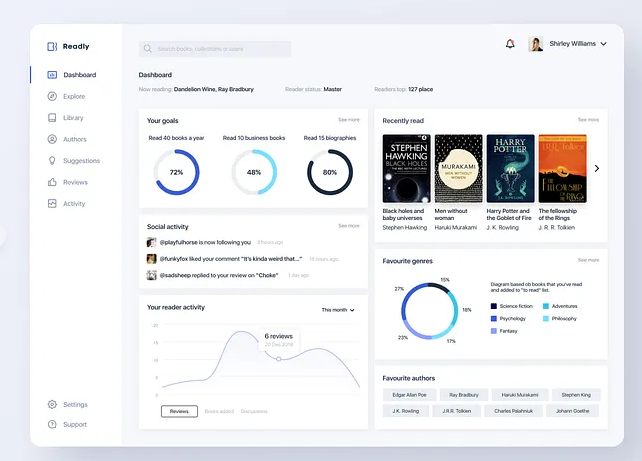 Readly
Search books, collections or users
Shirley Williams
Dashboard
Explore
Library
Authors
Suggestions
Reviews
Activity
Settings
Support
Dashboard
Now reading: Dandelion Wine, Ray Bradbury
Reader status: Master
Readers top: 127 place
Your goals
See more
Read 40 books a year
Read 10 business books
Read 15 biographies
72%
48%
80%
Social activity
See more
@playfulhorse is now following you
3 hours ago
@funkyfox liked your comment "It's kinda weird that..."
15 hours ago
@sadsheep replied to your review on "Choke"
1 day ago
Your reader activity
This month
20
15
10
5
0
6 reviews
20 Dec 2019
Reviews
Books added
Discussions
Recently read
See more
STEPHEN
HAWKING
BLACK HOLES
MURAKAMI
MEN WITHOUT
WOMEN
HARRY
POTTER
J.K. ROWLING
J.R.R. Tolkien
THE FELLOWSHIP
OF THE RING
Black holes and
baby universes
Stephen Hawking
Men without
women
Haruki Murakami
Harry Potter and
the Goblet of Fire
J. K. Rowling
The fellowship
of the Rings
J. R. R. Tolkien
Favourite genres
See more
15%
27%
18%
23%
17%
Diagram based ob books that you've read
and added to "to read" list.
Science fiction
Adventures
Psychology
Philosophy
Fantasy
Favourite authors
Edgar Allan Poe
Ray Bradbury
Haruki Murakami
Stephen King
J.K. Rowling
J.R.R. Tolkien
Charles Palahniuk
Johann Goethe